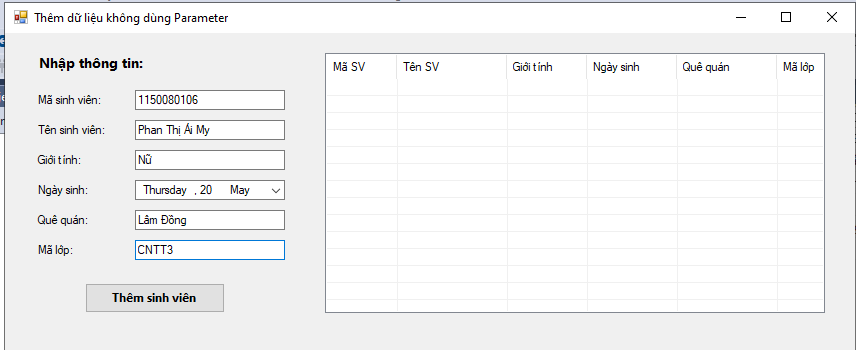 Thêm dữ liệu không dùng Parameter
Nhập thông tin:
Mã sinh viên: 1150080106
Tên sinh viên: Phan Thị Ái My
Giới tính: Nữ
Ngày sinh: Thursday , 20 May
Quê quán: Lâm Đồng
Mã lớp: CNTT3
Thêm sinh viên
Mã SV Tên SV Giới tính Ngày sinh Quê quán Mã lớp